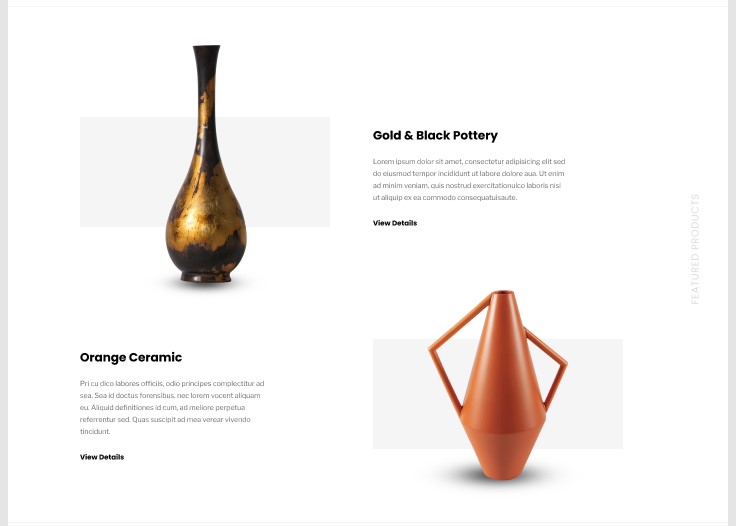 Gold & Black Pottery
Lorem ipsum dolor sit amet, consectetur adipisicing elit sed
do eiusmod tempor incididunt ut labore dolore aua. Ut enim
ad minim veniam, quis nostrud exercitationulco laboris nisi
ut aliquip ex ea commodo consequatuisaute.
View Details
FEATURED PRODUCTS
Orange Ceramic
Pri cu dico labores officiis, odio principes complectitur ad
sea. Sea id doctus forensibus, nec lorem vocent aliquam
eu. Aliquid definitiones id cum, ad meliore perpetua
referrentur sed. Quas suscipit ad mea verear vivendo
tincidunt.
View Details